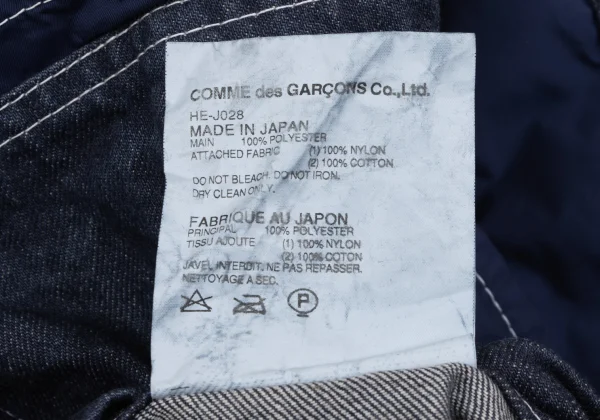 COMME des GARÇONS Co.,Ltd.
HE-J028
MADE IN JAPAN
MAIN 100% POLYESTER
ATTACHED FABRIC (1) 100% NYLON
(2) 100% COTTON
DO NOT BLEACH. DO NOT IRON.
DRY CLEAN ONLY.
FABRIQUE AU JAPON
PRINCIPAL 100% POLYESTER
TISSU AJOUTE (1) 100% NYLON
(2) 100% COTON
JAVEL INTERDIT. NE PAS REPASSER.
NETTOYAGE A SEC.
P